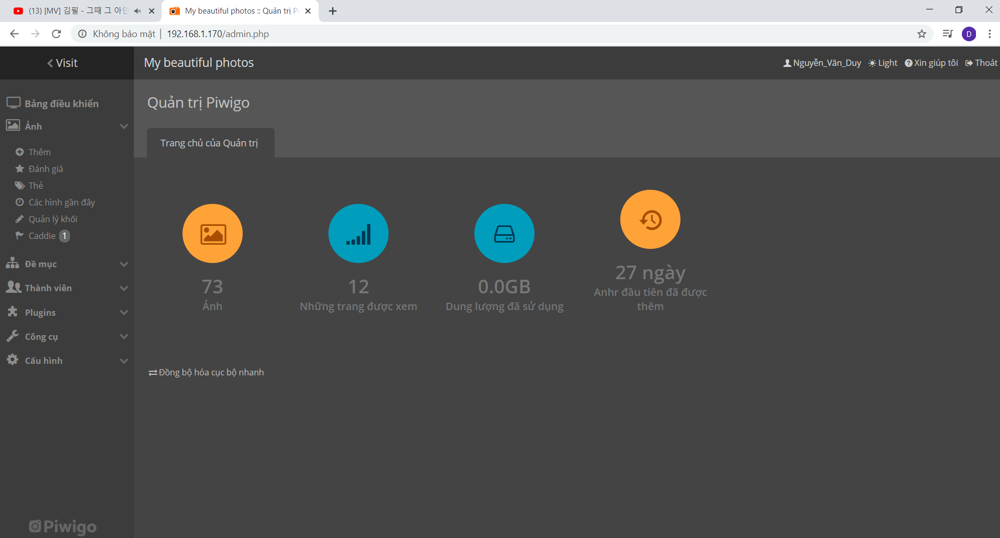 (13) [MV] 김필 - 그때 그 아인
My beautiful photos :: Quản trị Pi
Không bảo mật | 192.168.1.170/admin.php
D
Visit
My beautiful photos
Nguyễn_Văn_Duy Light Xin giúp tôi Thoát
Quản trị Piwigo
Trang chủ của Quản trị
Bảng điều khiển
Ảnh
Thêm
Đánh giá
Thẻ
Các hình gần đây
Quản lý khối
Caddie 1
Đề mục
Thành viên
Plugins
Công cụ
Cấu hình
73
Ảnh
12
Những trang được xem
0.0GB
Dung lượng đã sử dụng
27 ngày
Anhr đầu tiên đã được
thêm
Đồng bộ hóa cục bộ nhanh
Piwigo